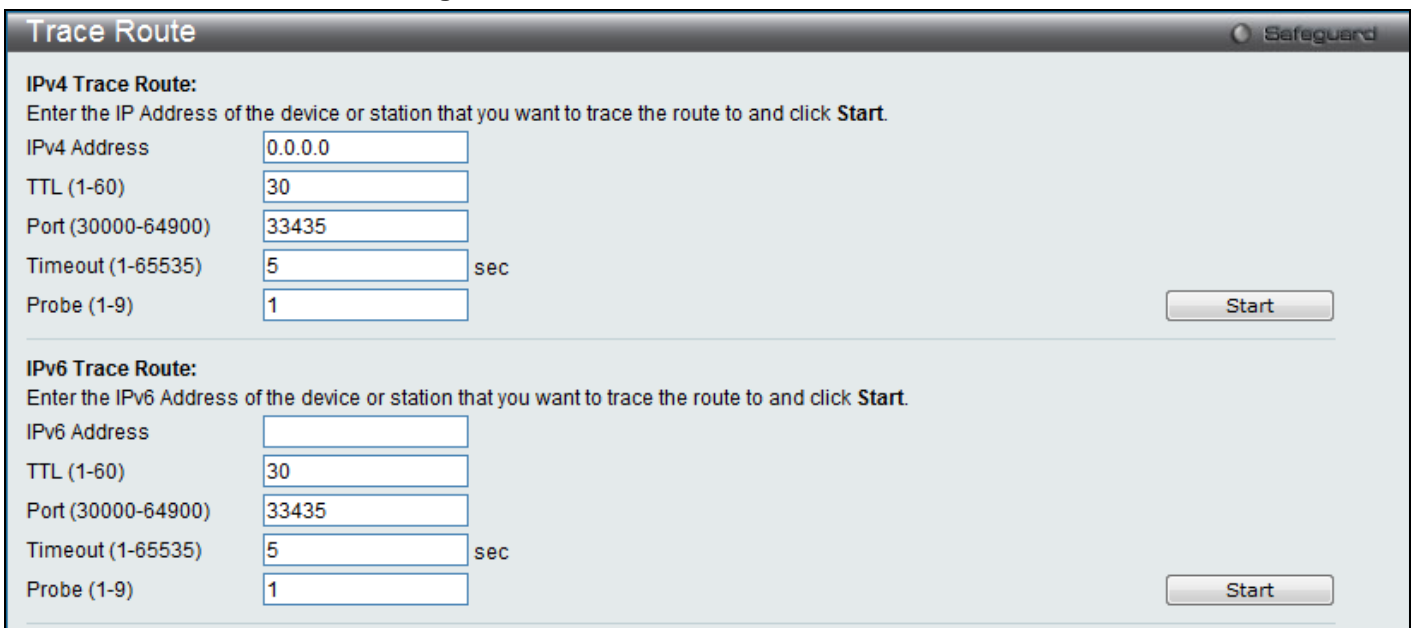 Trace Route
Safeguard
IPv4 Trace Route:
Enter the IP Address of the device or station that you want to trace the route to and click Start.
IPv4 Address 0.0.0.0
TTL (1-60) 30
Port (30000-64900) 33435
Timeout (1-65535) 5 sec
Probe (1-9) 1 Start
IPv6 Trace Route:
Enter the IPv6 Address of the device or station that you want to trace the route to and click Start.
IPv6 Address
TTL (1-60) 30
Port (30000-64900) 33435
Timeout (1-65535) 5 sec
Probe (1-9) 1 Start